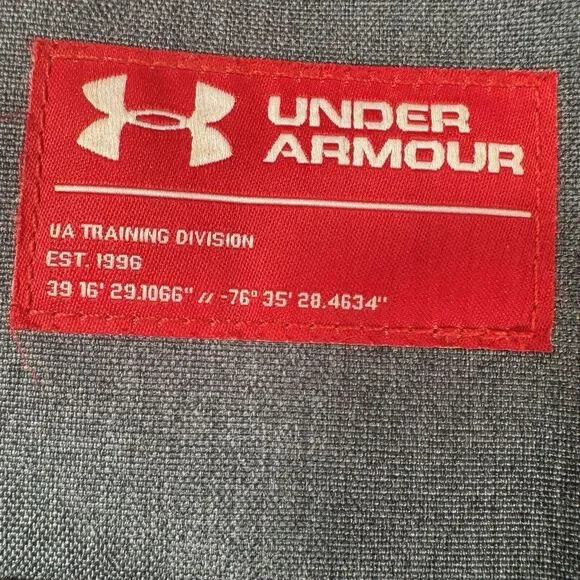 UNDER
ARMOUR
UA TRAINING DIVISION
EST. 1996
39 16' 29.1066" // -76° 35' 28.4634"